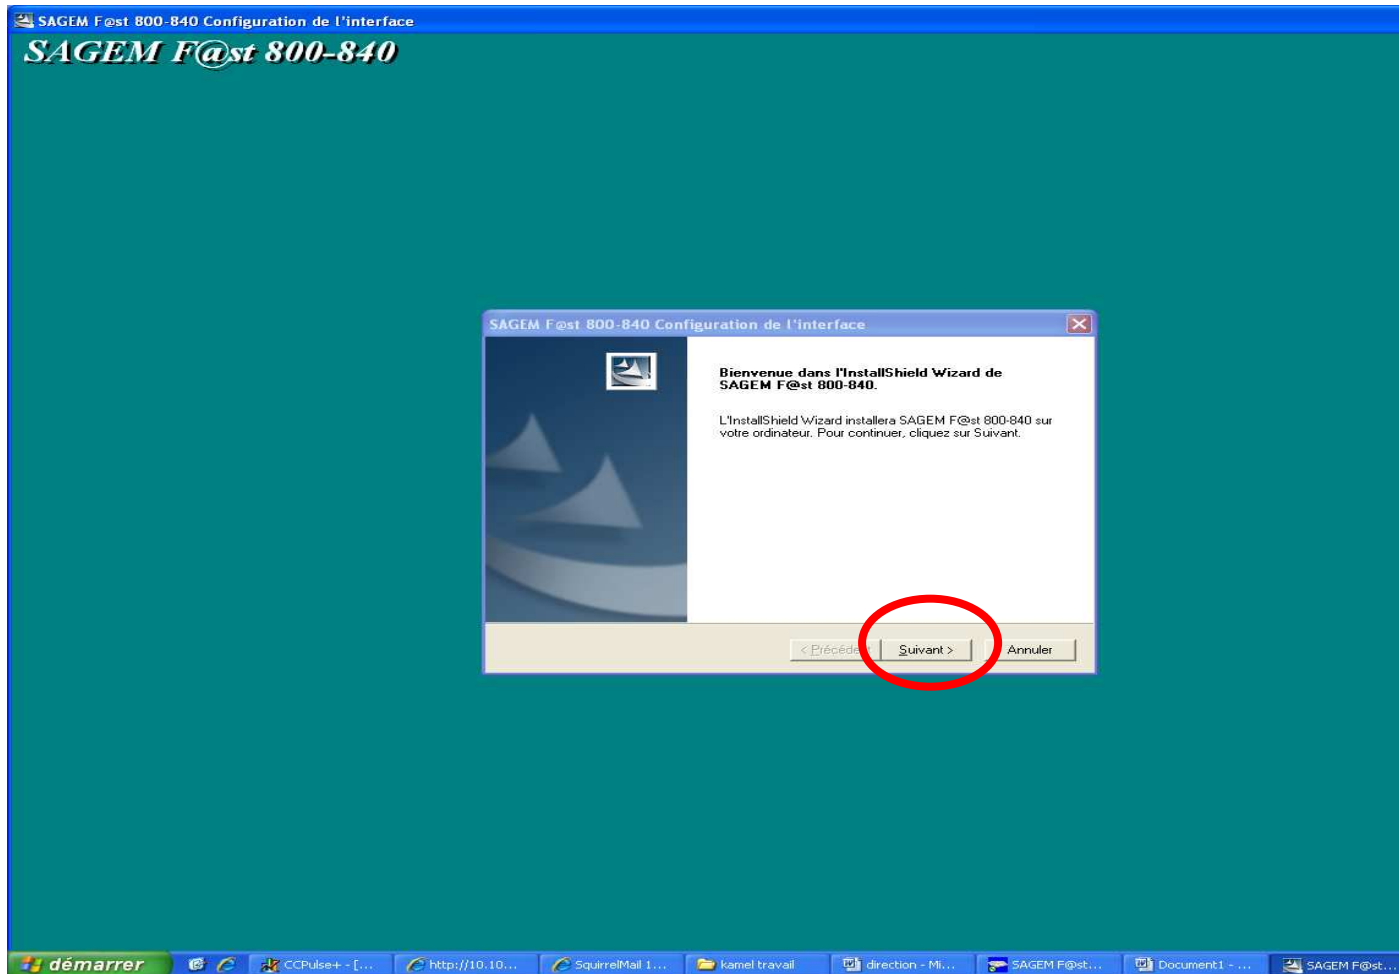 SAGEM F@st 800-840 Configuration de l'interface
SAGEM F@st 800-840
SAGEM F@st 800-840 Configuration de l'interface
Bienvenue dans l'InstallShield Wizard de
SAGEM F@st 800-840.
L'InstallShield Wizard installera SAGEM F@st 800-840 sur
votre ordinateur. Pour continuer, cliquez sur Suivant.
< Précédent
Suivant >
Annuler
démarrer
CCPulse+ - [...
http://10.10...
SquirrelMail 1...
kamel travail
direction - Mi...
SAGEM F@st...
Document1 - ...
SAGEM F@st...